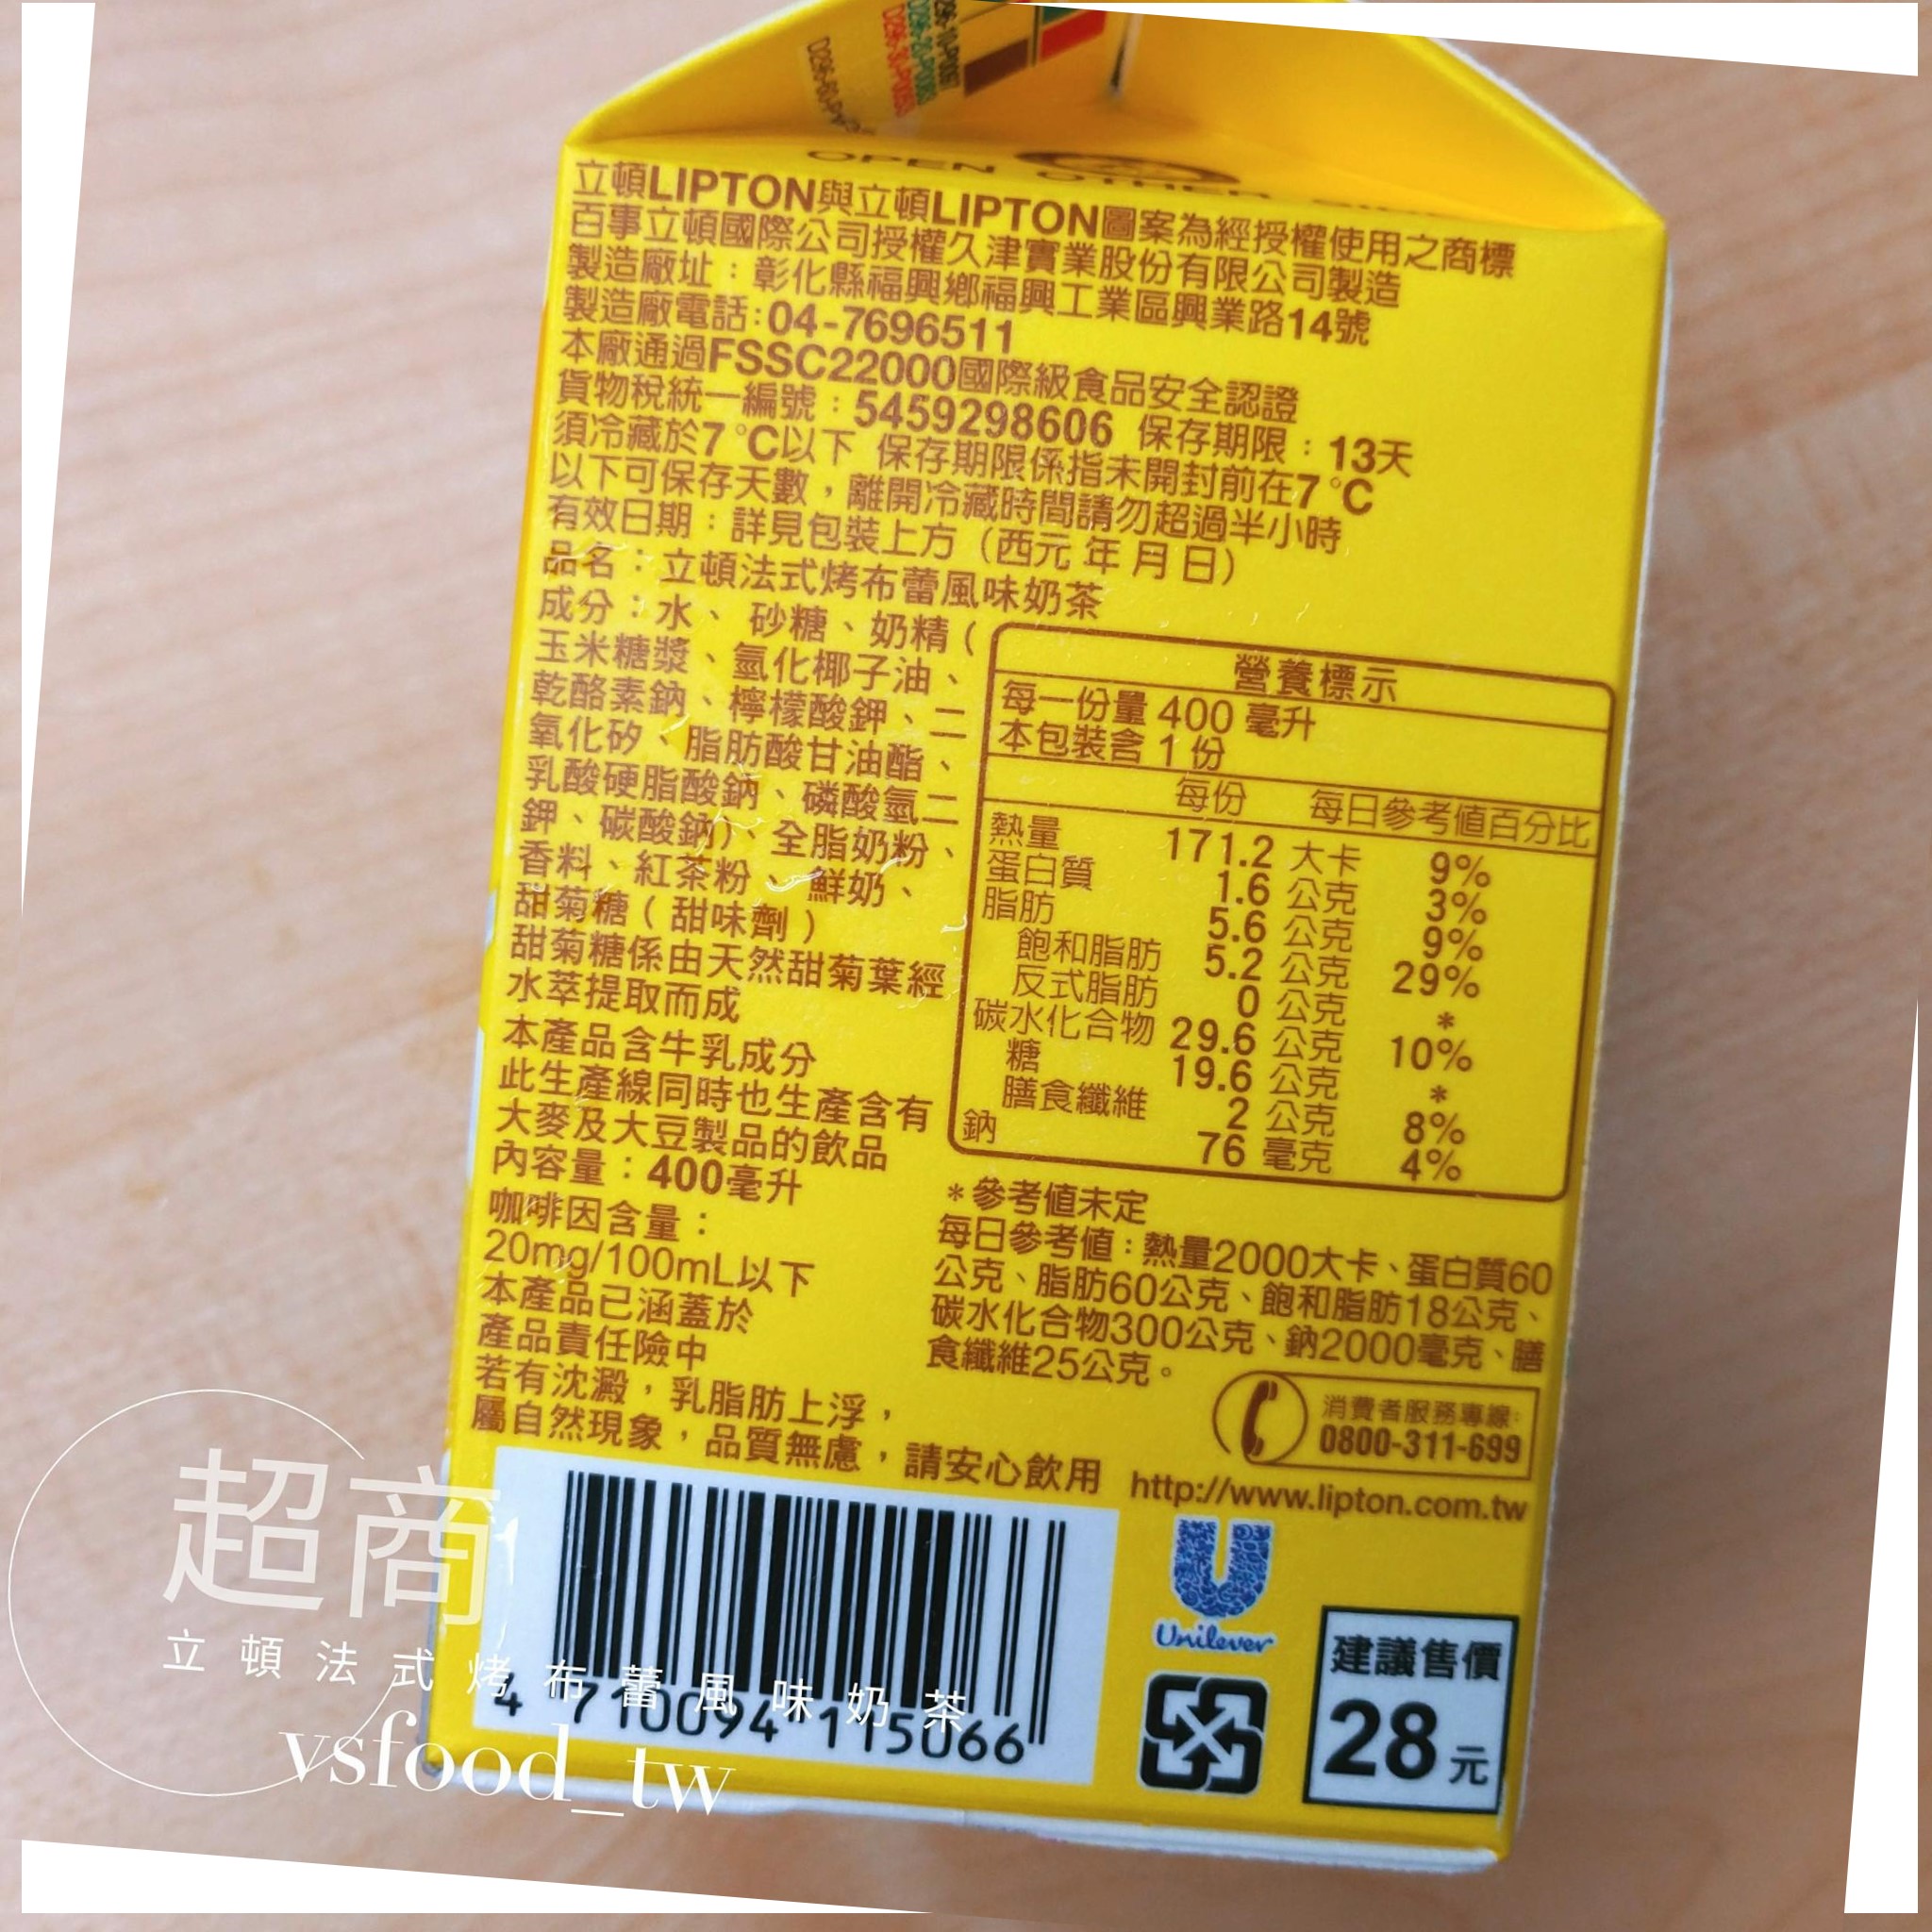 立頓LIPTON與立頓LIPTON圖案為經授權使用之商標
百事立頓國際公司授權久津實業股份有限公司製造
製造廠址：彰化縣福興鄉福興工業區興業路14號
製造廠電話:04-7696511
本廠通過FSSC22000國際級食品安全認證
貨物稅統一編號：5459298606 保存期限：13天
須冷藏於7℃以下 保存期限係指未開封前在7℃
以下可保存天數，離開冷藏時間請勿超過半小時
有效日期：詳見包裝上方（西元 年 月 日）
品名：立頓法式烤布蕾風味奶茶
成分：水、砂糖、奶精（
玉米糖漿、氫化椰子油、
乾酪素鈉、檸檬酸鉀、二
氧化矽、脂肪酸甘油酯、
乳酸硬脂酸鈉、磷酸氫二
鉀、碳酸鈉）、全脂奶粉、
香料、紅茶粉、鮮奶、
甜菊糖（甜味劑）
甜菊糖係由天然甜菊葉經
水萃提取而成
本產品含牛乳成分
此生產線同時也生產含有
大麥及大豆製品的飲品
內容量：400毫升
咖啡因含量：
20mg/100mL以下
本產品已涵蓋於
產品責任險中
若有沈澱，乳脂肪上浮，
屬自然現象，品質無慮，請安心飲用
營養標示
每一份量 400 毫升
本包裝含 1 份
每份 每日參考值百分比
熱量 171.2 大卡 9%
蛋白質 1.6 公克 3%
脂肪 5.6 公克 9%
飽和脂肪 5.2 公克 29%
反式脂肪 0 公克 *
碳水化合物 29.6 公克 10%
糖 19.6 公克 *
膳食纖維 2 公克 8%
鈉 76 毫克 4%
*參考值未定
每日參考值：熱量2000大卡、蛋白質60
公克、脂肪60公克、飽和脂肪18公克、
碳水化合物300公克、鈉2000毫克、膳
食纖維25公克。
消費者服務專線:
0800-311-699
http://www.lipton.com.tw
Unilever
建議售價
28元
4 710094 115066
超商
立頓法式烤布蕾風味奶茶
vsfood_tw